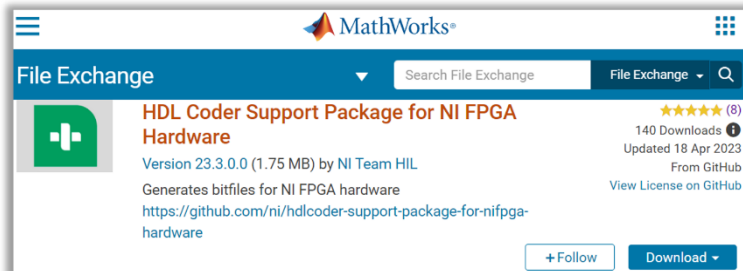 MathWorks®
File Exchange
Search File Exchange
File Exchange
HDL Coder Support Package for NI FPGA
Hardware
(8)
140 Downloads
Updated 18 Apr 2023
From GitHub
View License on GitHub
Version 23.3.0.0 (1.75 MB) by NI Team HIL
Generates bitfiles for NI FPGA hardware
https://github.com/ni/hdlcoder-support-package-for-nifpga-
hardware
+Follow
Download